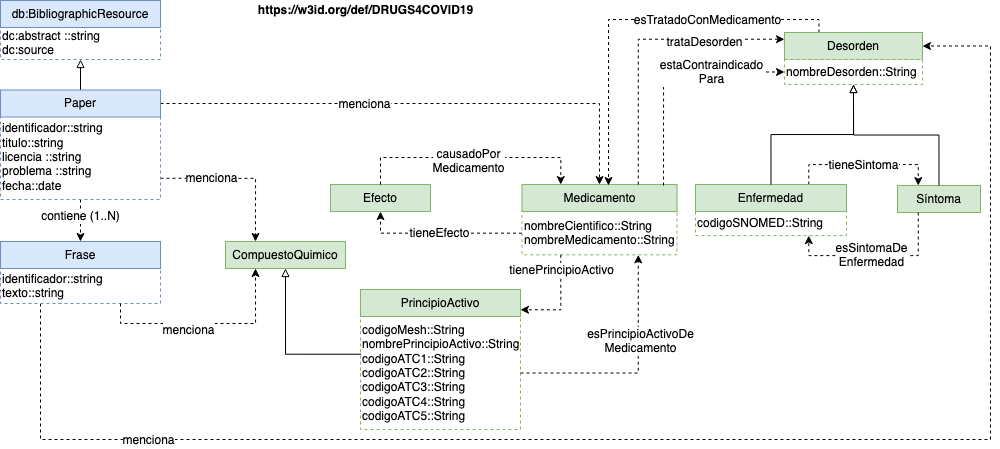 https://w3id.org/def/DRUGS4COVID19
db:BibliographicResource
dc:abstract ::string
dc:source
Paper
identificador::string
titulo::string
licencia ::string
problema ::string
fecha::date
contiene (1..N)
Frase
identificador::string
texto::string
menciona
menciona
menciona
menciona
CompuestoQuimico
Efecto
causadoPor
Medicamento
tieneEfecto
Medicamento
nombreCientifico::String
nombreMedicamento::String
tienePrincipioActivo
PrincipioActivo
codigoMesh::String
nombrePrincipioActivo::String
codigoATC1::String
codigoATC2::String
codigoATC3::String
codigoATC4::String
codigoATC5::String
esPrincipioActivoDe
Medicamento
esTratadoConMedicamento
trataDesorden
estaContraindicado
Para
Desorden
nombreDesorden::String
Enfermedad
codigoSNOMED::String
tieneSintoma
Síntoma
esSintomaDe
Enfermedad